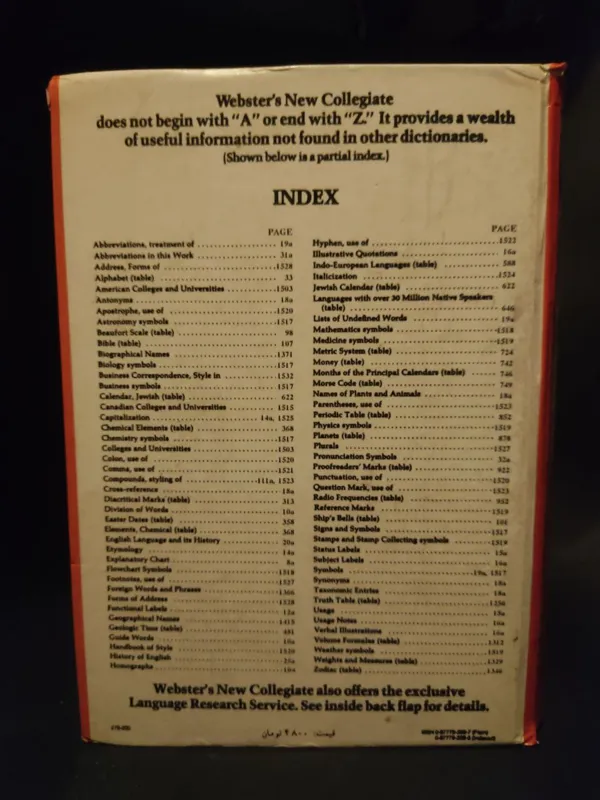 Webster's New Collegiate
does not begin with "A" or end with "Z." It provides a wealth
of useful information not found in other dictionaries.
(Shown below is a partial index.)
INDEX
PAGE
Abbreviations, treatment of 19a
Abbreviations in this Work 31a
Address, Forms of 1528
Alphabet (table) 33
American Colleges and Universities 1503
Antonyms 18a
Apostrophe, use of 1520
Astronomy symbols 1517
Beaufort Scale (table) 98
Bible (table) 107
Biographical Names 1371
Biology symbols 1517
Business Correspondence, Style in 1532
Business symbols 1517
Calendar, Jewish (table) 622
Canadian Colleges and Universities 1515
Capitalization 14a, 1525
Chemical Elements (table) 368
Chemistry symbols 1517
Colleges and Universities 1503
Colon, use of 1520
Comma, use of 1521
Compounds, styling of 111n, 1523
Cross-reference 18a
Diacritical Marks (table) 313
Division of Words 10a
Easter Dates (table) 358
Elements, Chemical (table) 368
English Language and its History 20a
Etymology 14a
Explanatory Chart 8a
Flowchart Symbols 1518
Footnotes, use of 1527
Foreign Words and Phrases 1366
Forms of Address 1528
Functional Labels 13a
Geographical Names
Geologic Time (table)
Guide Words 10a
Handbook of Style 1520
History of English
Homographs 10a
PAGE
Hyphen, use of 1522
Illustrative Quotations 16a
Indo-European Languages (table) 588
Italicization 1524
Jewish Calendar (table) 622
Languages with over 30 Million Native Speakers
(table) 646
Lists of Undefined Words 19a
Mathematics symbols 1518
Medicine symbols 1519
Metric System (table) 724
Money (table) 742
Months of the Principal Calendars (table) 746
Morse Code (table) 749
Names of Plants and Animals 18a
Parentheses, use of 1523
Periodic Table (table) 852
Physics symbols 1519
Planets (table) 878
Plurals 1527
Pronunciation Symbols 32a
Proofreaders' Marks (table) 922
Punctuation, use of 1520
Question Mark, use of 1523
Radio Frequencies (table) 952
Reference Marks 1519
Ship's Bells (table) 101
Signs and Symbols 1517
Stamps and Stamp Collecting symbols 1519
Status Labels 15a
Subject Labels 16a
Symbols 19a, 1517
Synonyms 18a
Taxonomic Entries 18a
Truth Table (table) 1256
Usage 15a
Usage Notes 16a
Verbal Illustrations 16a
Volume Formulas (table) 1312
Weather symbols 1519
Weights and Measures (table) 1329
Zodiac (table) 1346
Webster's New Collegiate also offers the exclusive
Language Research Service. See inside back flap for details.
قیمت: ۴۸۰۰ تومان